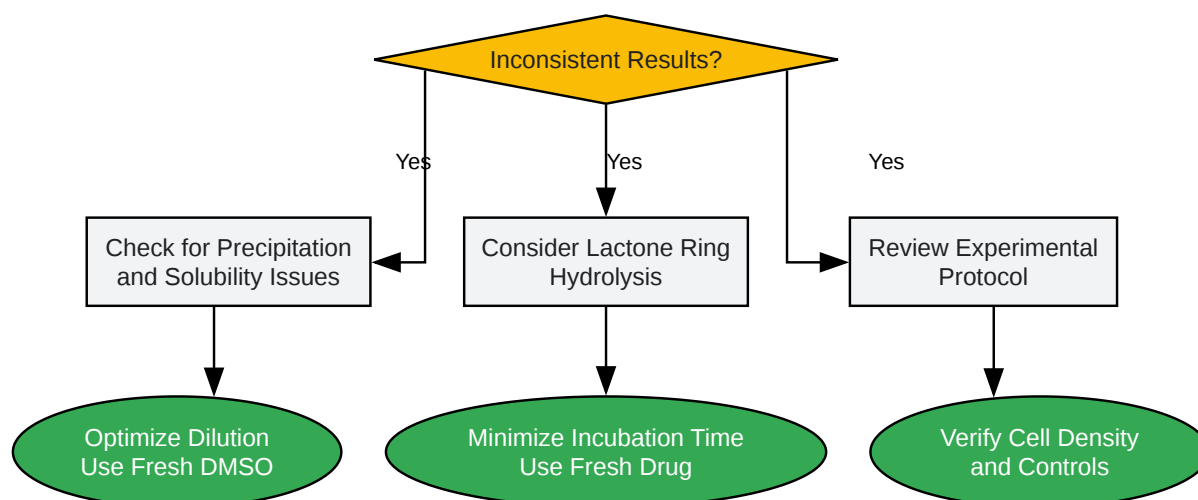 Inconsistent Results?
Yes
Yes
Yes
Check for Precipitation
and Solubility Issues
Consider Lactone Ring
Hydrolysis
Review Experimental
Protocol
Optimize Dilution
Use Fresh DMSO
Minimize Incubation Time
Use Fresh Drug
Verify Cell Density
and Controls